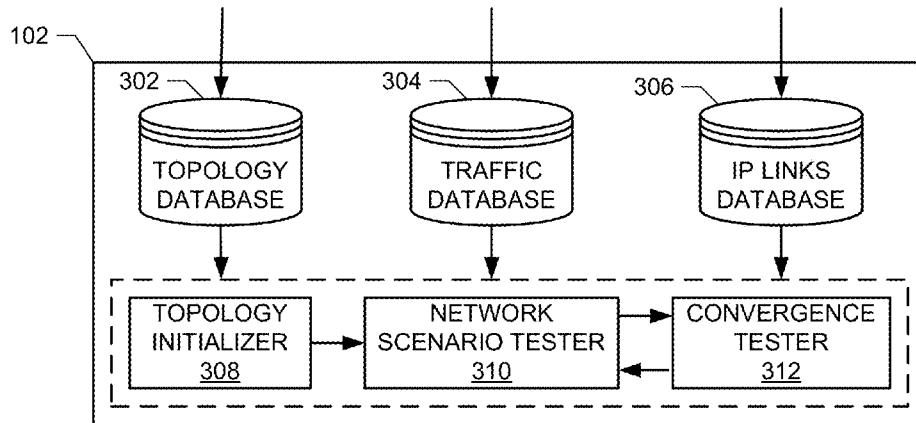 102
302
304
306
TOPOLOGY
DATABASE
TRAFFIC
DATABASE
IP LINKS
DATABASE
TOPOLOGY
INITIALIZER
308
NETWORK
SCENARIO TESTER
310
CONVERGENCE
TESTER
312